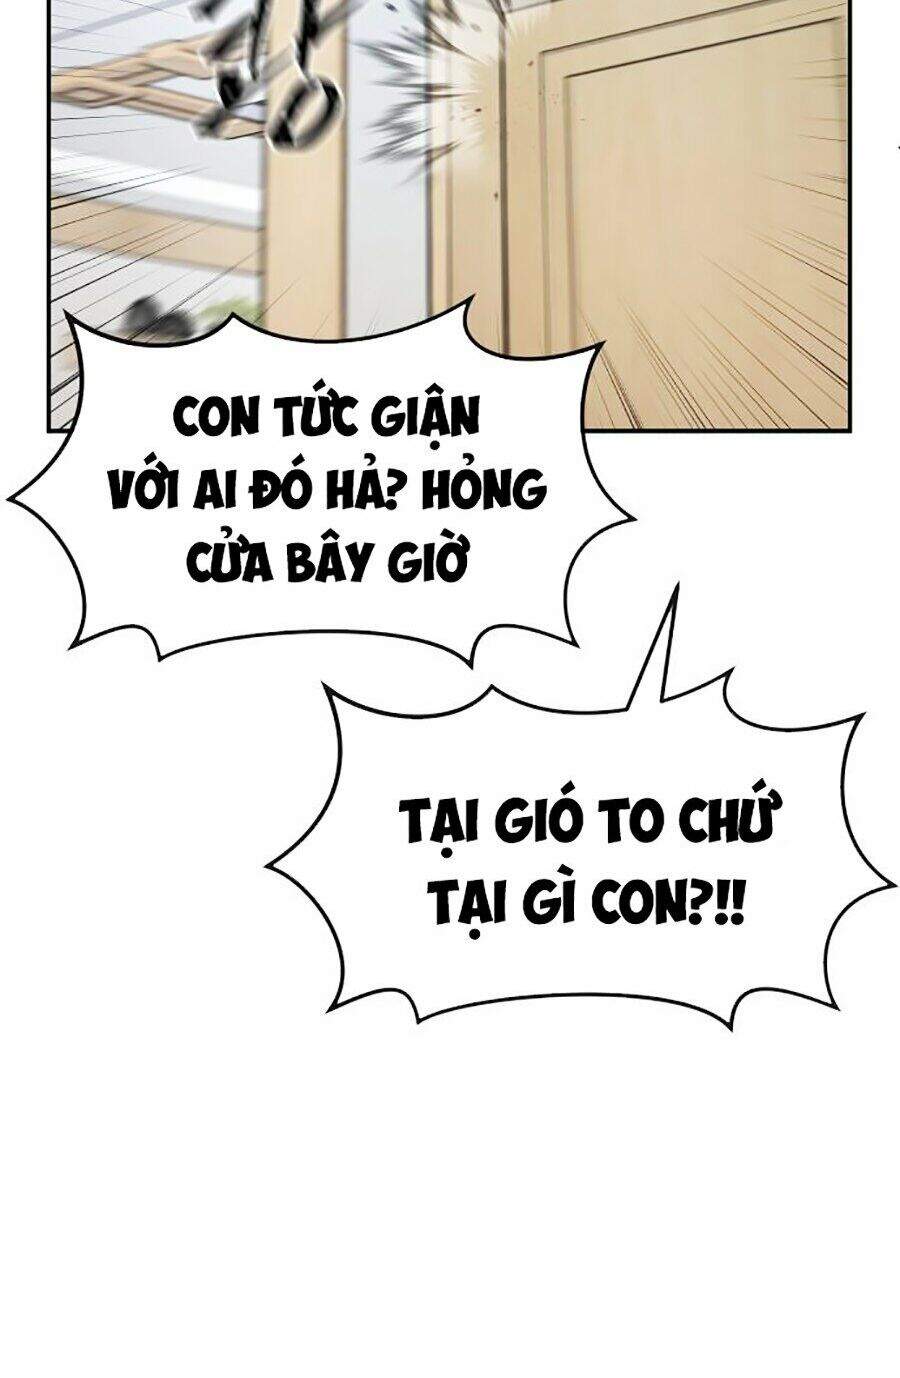 CON TỨC GIẬN
VỚI AI ĐÓ HẢ? HỎNG
CỬA BÂY GIỜ
TẠI GIÓ TO CHỨ
TẠI GÌ CON?!!